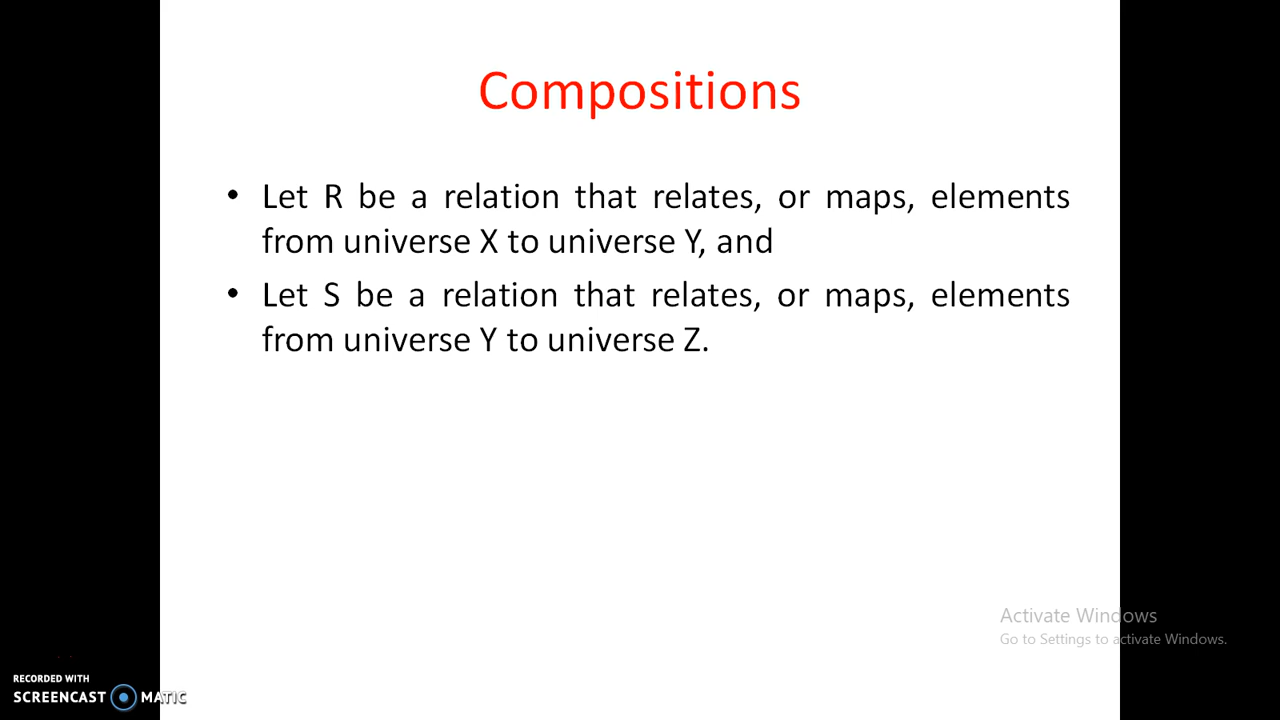 Compositions
• Let R be a relation that relates, or maps, elements
from universe X to universe Y, and
• Let S be a relation that relates, or maps, elements
from universe Y to universe Z.
Activate Windows
Go to Settings to activate Windows.
RECORDED WITH
SCREENCAST MATIC